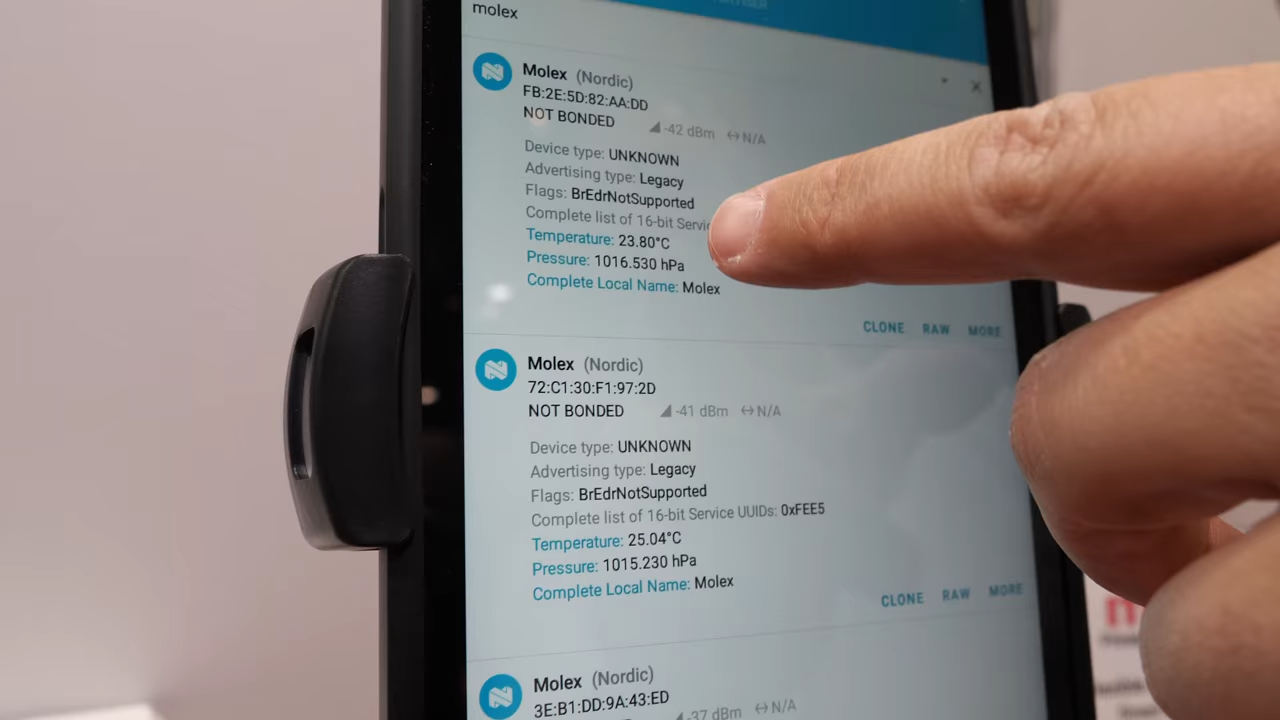 molex
Molex (Nordic)
FB:2E:5D:82:AA:DD
NOT BONDED -42 dBm N/A
Device type: UNKNOWN
Advertising type: Legacy
Flags: BrEdrNotSupported
Complete list of 16-bit Servic
Temperature: 23.80°C
Pressure: 1016.530 hPa
Complete Local Name: Molex
CLONE RAW MORE
Molex (Nordic)
72:C1:30:F1:97:2D
NOT BONDED -41 dBm N/A
Device type: UNKNOWN
Advertising type: Legacy
Flags: BrEdrNotSupported
Complete list of 16-bit Service UUIDs: 0xFEE5
Temperature: 25.04°C
Pressure: 1015.230 hPa
Complete Local Name: Molex
CLONE RAW MORE
Molex (Nordic)
3E:B1:DD:9A:43:ED
-37 dBm N/A